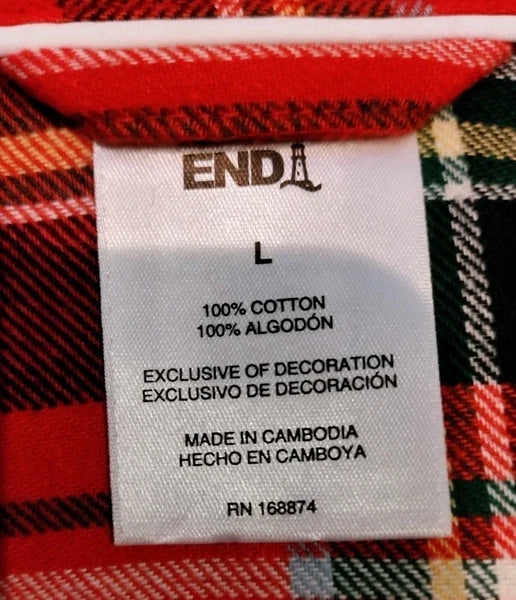 END
L
100% COTTON
100% ALGODÓN
EXCLUSIVE OF DECORATION
EXCLUSIVO DE DECORACIÓN
MADE IN CAMBODIA
HECHO EN CAMBOYA
RN 168874